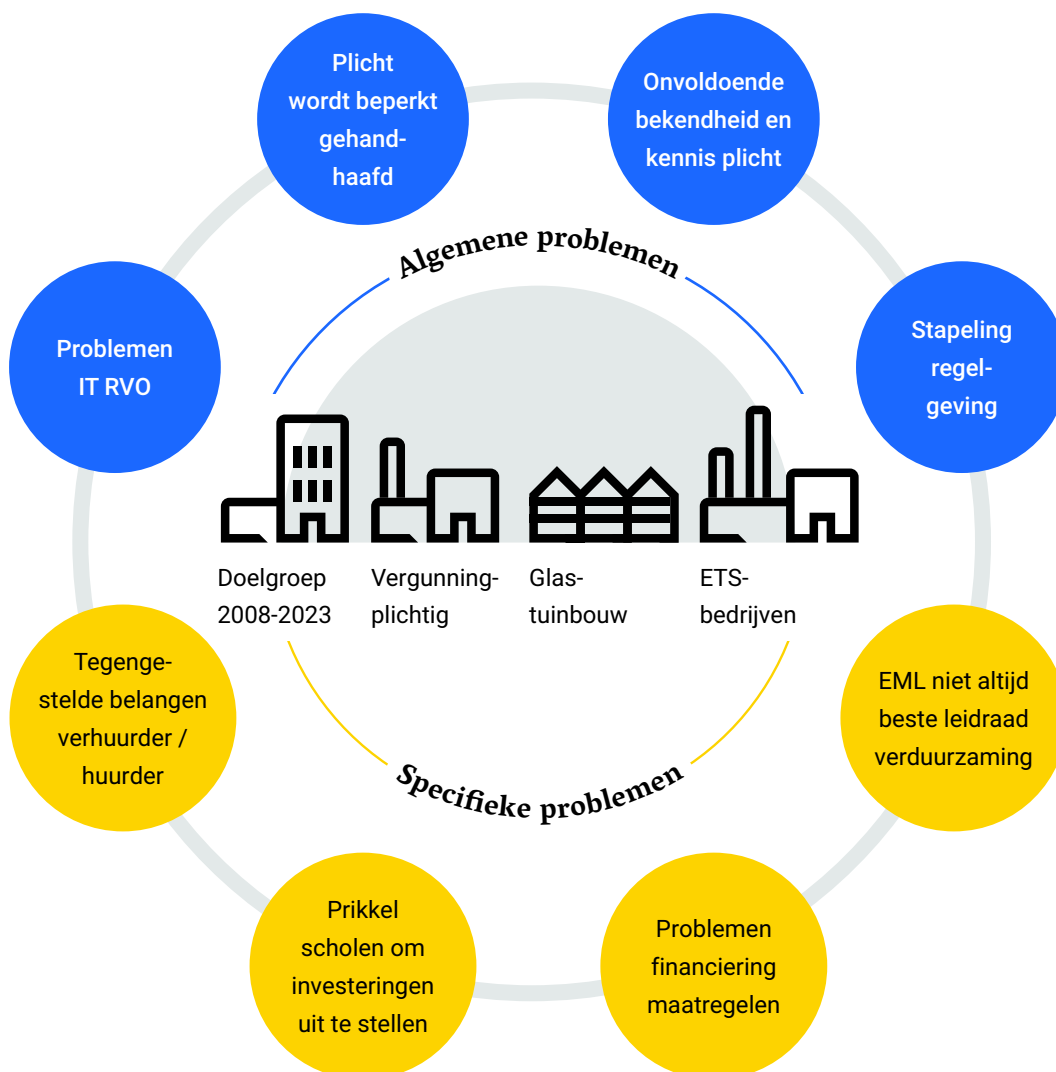 Plicht
wordt beperkt
gehand-
haafd
Onvoldoende
bekendheid en
kennis plicht
Algemene problemen
Problemen
IT RVO
Stapeling
regel-
geving
Doelgroep
2008-2023
Vergunning-
plichtig
Glas-
tuinbouw
ETS-
bedrijven
Tegenge-
stelde belangen
verhuurder /
huurder
EML niet altijd
beste leidraad
verduurzaming
Specifieke problemen
Prikkel
scholen om
investeringen
uit te stellen
Problemen
financiering
maatregelen